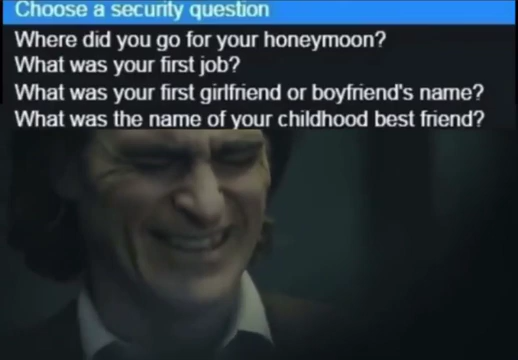 Choose a security question
Where did you go for your honeymoon?
What was your first job?
What was your first girlfriend or boyfriend's name?
What was the name of your childhood best friend?